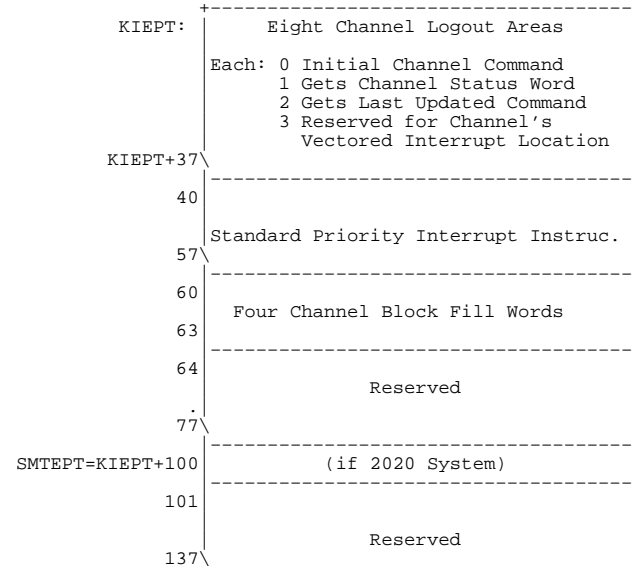 KIEPT: Eight Channel Logout Areas
Each: 0 Initial Channel Command
1 Gets Channel Status Word
2 Gets Last Updated Command
3 Reserved for Channel's
Vectored Interrupt Location
KIEPT+37\
40
Standard Priority Interrupt Instruc.
57\
60
Four Channel Block Fill Words
63
64
Reserved
.
77\
SMTEPT=KIEPT+100 (if 2020 System)
101
Reserved
137\